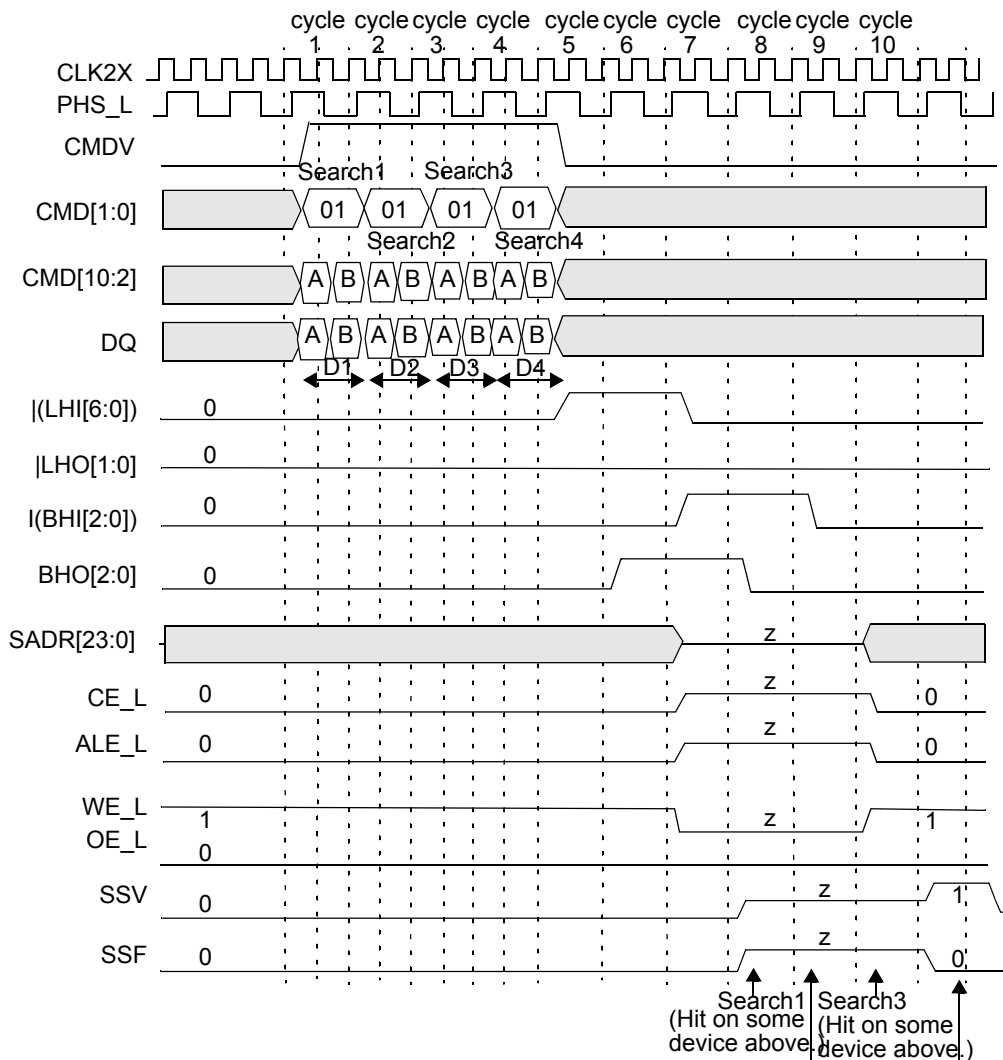 cycle cycle cycle cycle cycle cycle cycle cycle cycle cycle
1 2 3 4 5 6 7 8 9 10
CLK2X
PHS_L
CMDV
Search1 Search3
CMD[1:0] 01 01 01 01
Search2 Search4
CMD[10:2] A B A B A B A B
DQ A B A B A B A B
D1 D2 D3 D4
|(LHI[6:0]) 0
|LHO[1:0] 0
I(BHI[2:0]) 0
BHO[2:0] 0
SADR[23:0] z
CE_L 0 z 0
ALE_L 0 z 0
WE_L 1 z 1
OE_L 0
SSV 0 z 1
SSF 0 z 0
Search1 Search3
(Hit on some (Hit on some
device above.) device above.)